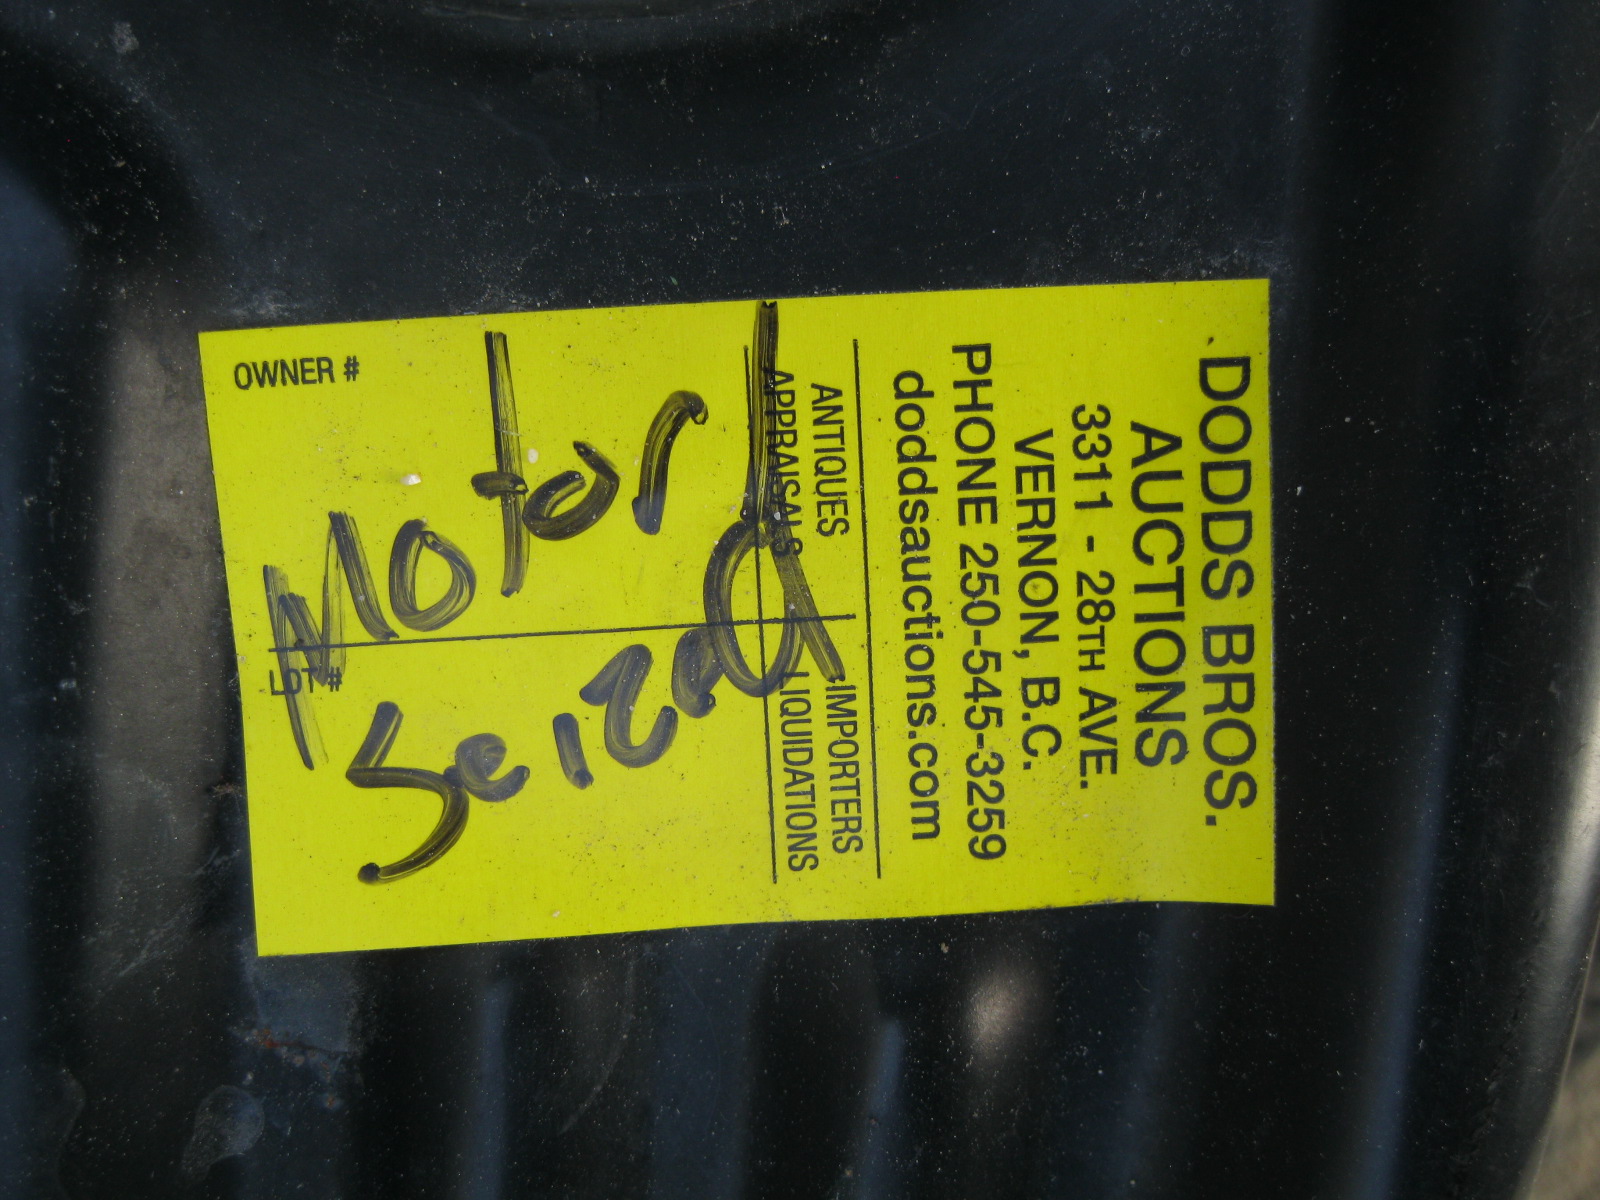 DODDS BROS.
AUCTIONS
3311 - 28TH AVE.
VERNON, B.C.
PHONE 250-545-3259
doddsauctions.com
ANTIQUES IMPORTERS
APPRAISALS LIQUIDATIONS
OWNER #
LOT #
Motor
Seized